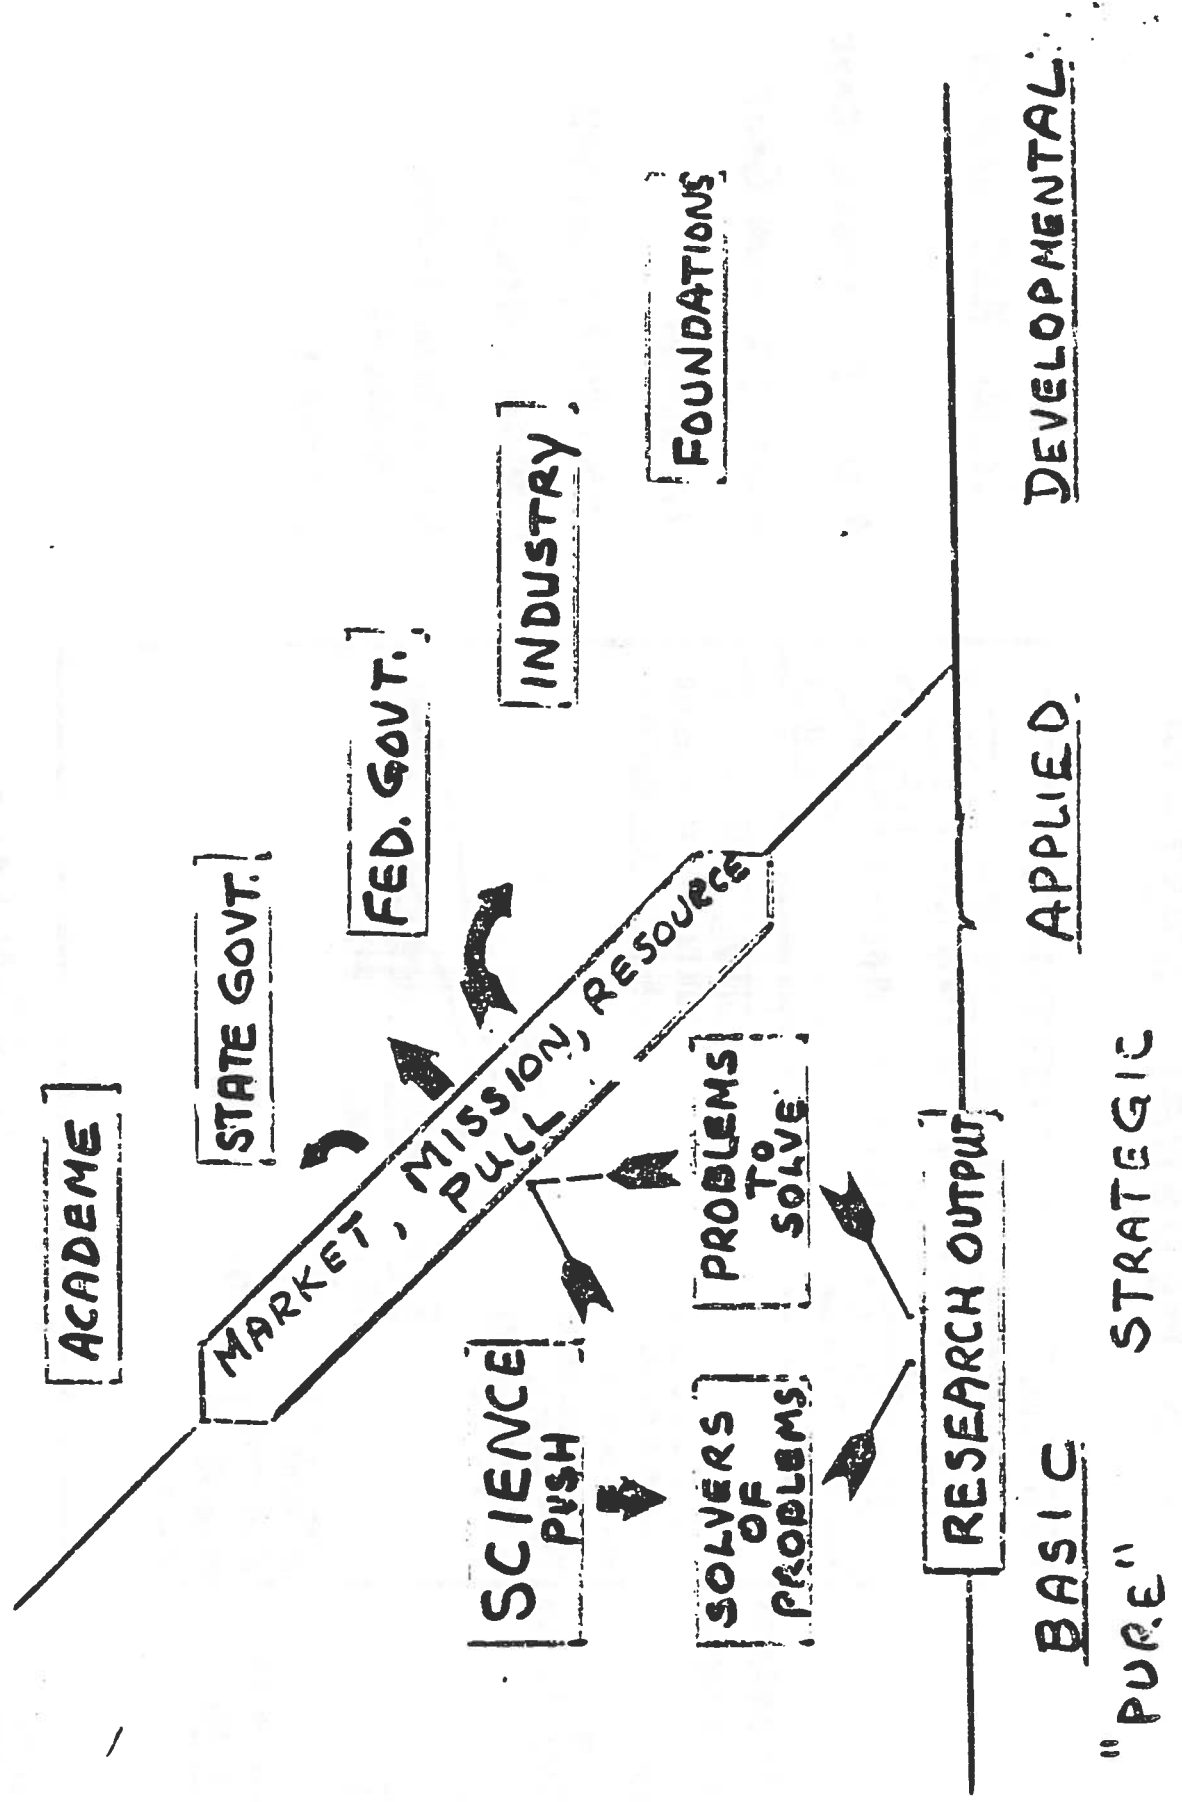 ACADEME
STATE GOVT.
FED. GOVT.
INDUSTRY
FOUNDATIONS
MARKET, MISSION, RESOURCE
PULL
SCIENCE
PUSH
SOLVERS
OF
PROBLEMS
PROBLEMS
TO
SOLVE
RESEARCH OUTPUT
BASIC
APPLIED
DEVELOPMENTAL
"PURE"
STRATEGIC